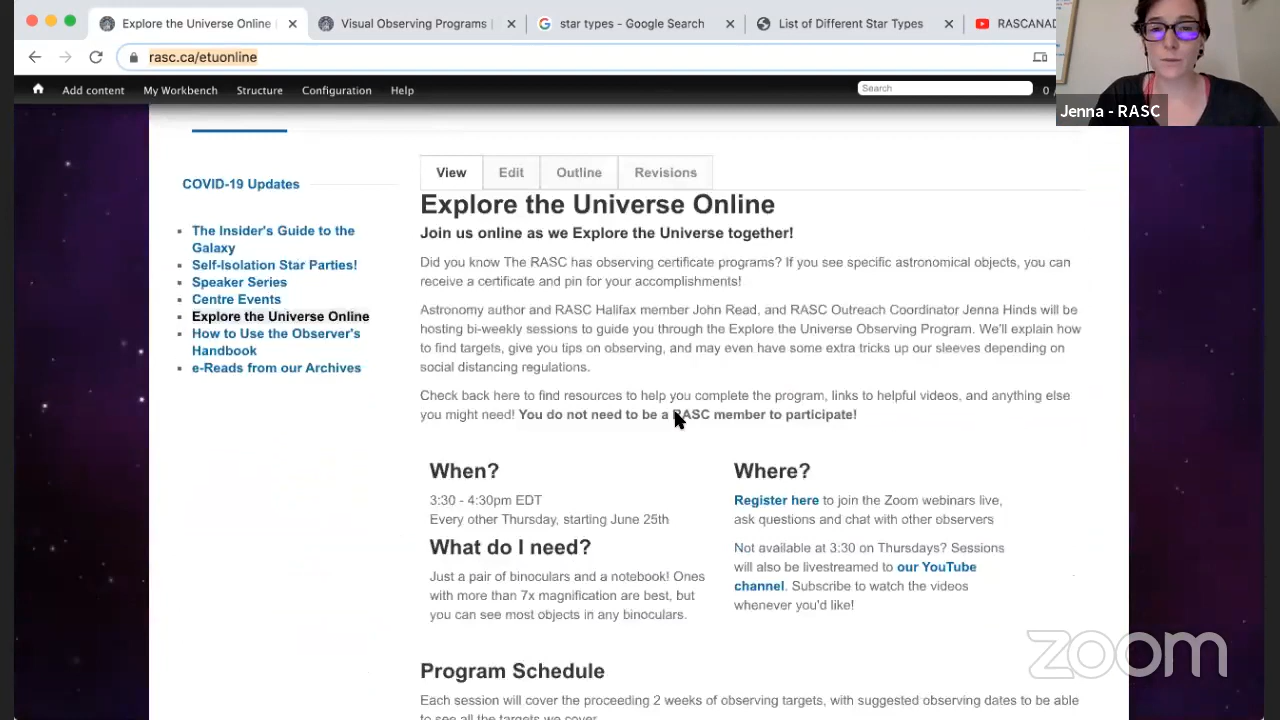 Explore the Universe Online
Visual Observing Programs
star types - Google Search
List of Different Star Types
RASCANAD
rasc.ca/etuonline
Add content My Workbench Structure Configuration Help
Search
0
Jenna - RASC
COVID-19 Updates
The Insider's Guide to the
Galaxy
Self-Isolation Star Parties!
Speaker Series
Centre Events
Explore the Universe Online
How to Use the Observer's
Handbook
e-Reads from our Archives
View Edit Outline Revisions
Explore the Universe Online
Join us online as we Explore the Universe together!
Did you know The RASC has observing certificate programs? If you see specific astronomical objects, you can
receive a certificate and pin for your accomplishments!
Astronomy author and RASC Halifax member John Read, and RASC Outreach Coordinator Jenna Hinds will be
hosting bi-weekly sessions to guide you through the Explore the Universe Observing Program. We'll explain how
to find targets, give you tips on observing, and may even have some extra tricks up our sleeves depending on
social distancing regulations.
Check back here to find resources to help you complete the program, links to helpful videos, and anything else
you might need! You do not need to be a RASC member to participate!
When?
3:30 - 4:30pm EDT
Every other Thursday, starting June 25th
What do I need?
Just a pair of binoculars and a notebook! Ones
with more than 7x magnification are best, but
you can see most objects in any binoculars.
Where?
Register here to join the Zoom webinars live,
ask questions and chat with other observers
Not available at 3:30 on Thursdays? Sessions
will also be livestreamed to our YouTube
channel. Subscribe to watch the videos
whenever you'd like!
Program Schedule
Each session will cover the proceeding 2 weeks of observing targets, with suggested observing dates to be able
to see all the targets we cover
zoom